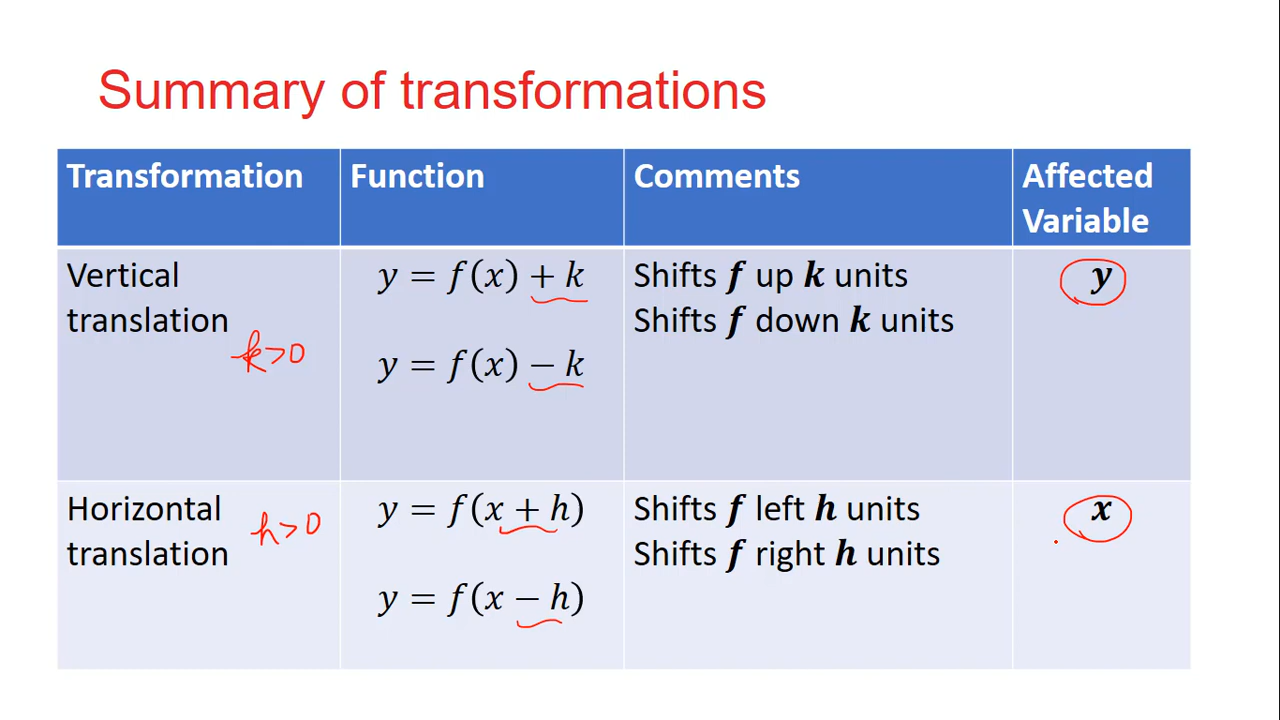 Summary of transformations
Transformation
Function
Comments
Affected
Variable
Vertical
translation
k>0
y = f(x) + k
y = f(x) − k
Shifts f up k units
Shifts f down k units
y
Horizontal
translation
h>0
y = f(x + h)
y = f(x − h)
Shifts f left h units
Shifts f right h units
x